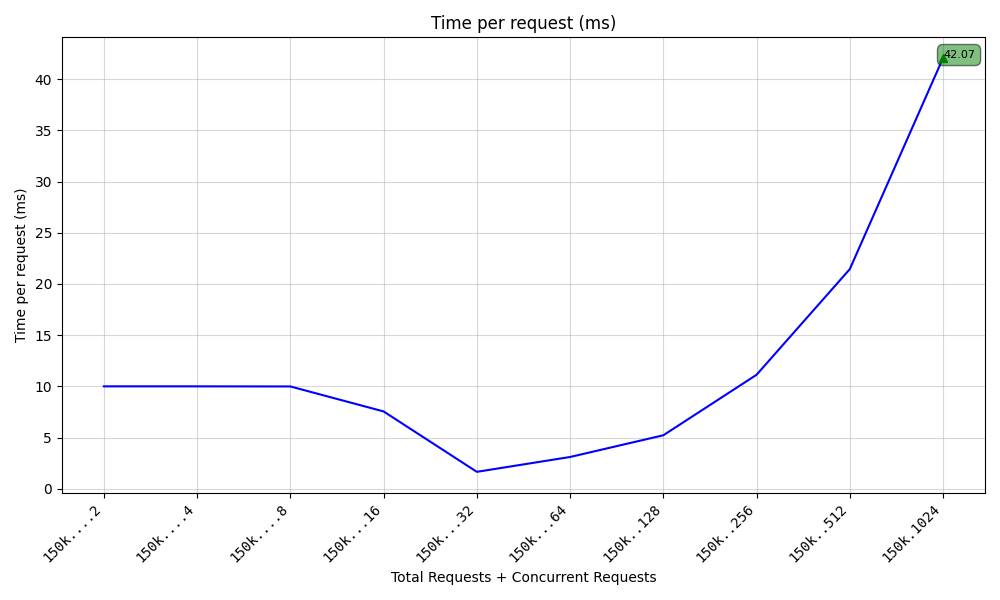 Time per request (ms)
42.07
40
35
30
25
20
15
10
5
0
Time per request (ms)
150k....2
150k....4
150k....8
150k...16
150k...32
150k...64
150k..128
150k..256
150k..512
150k.1024
Total Requests + Concurrent Requests